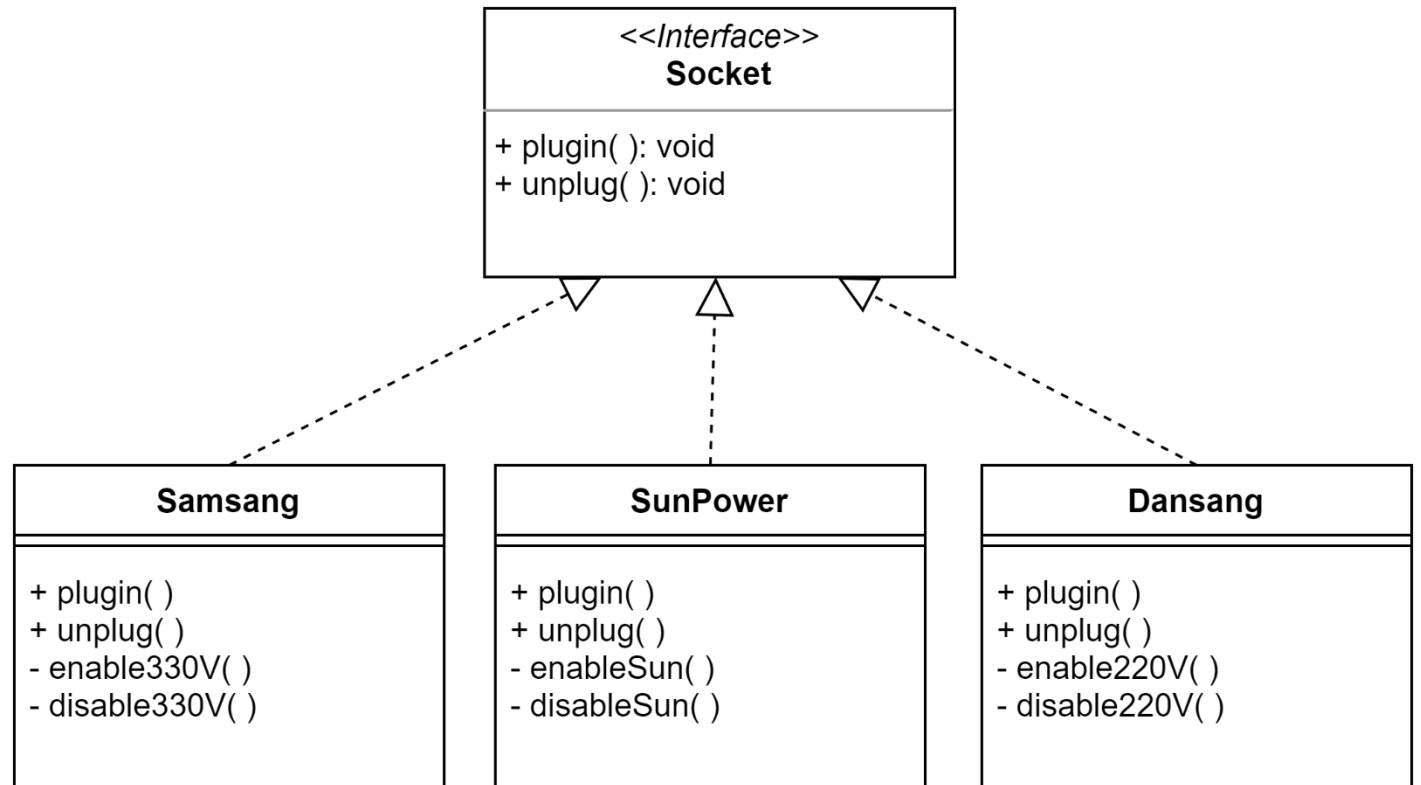 <<Interface>>
Socket
+ plugin( ): void
+ unplug( ): void
Samsang
+ plugin( )
+ unplug( )
- enable330V( )
- disable330V( )
SunPower
+ plugin( )
+ unplug( )
- enableSun( )
- disableSun( )
Dansang
+ plugin( )
+ unplug( )
- enable220V( )
- disable220V( )